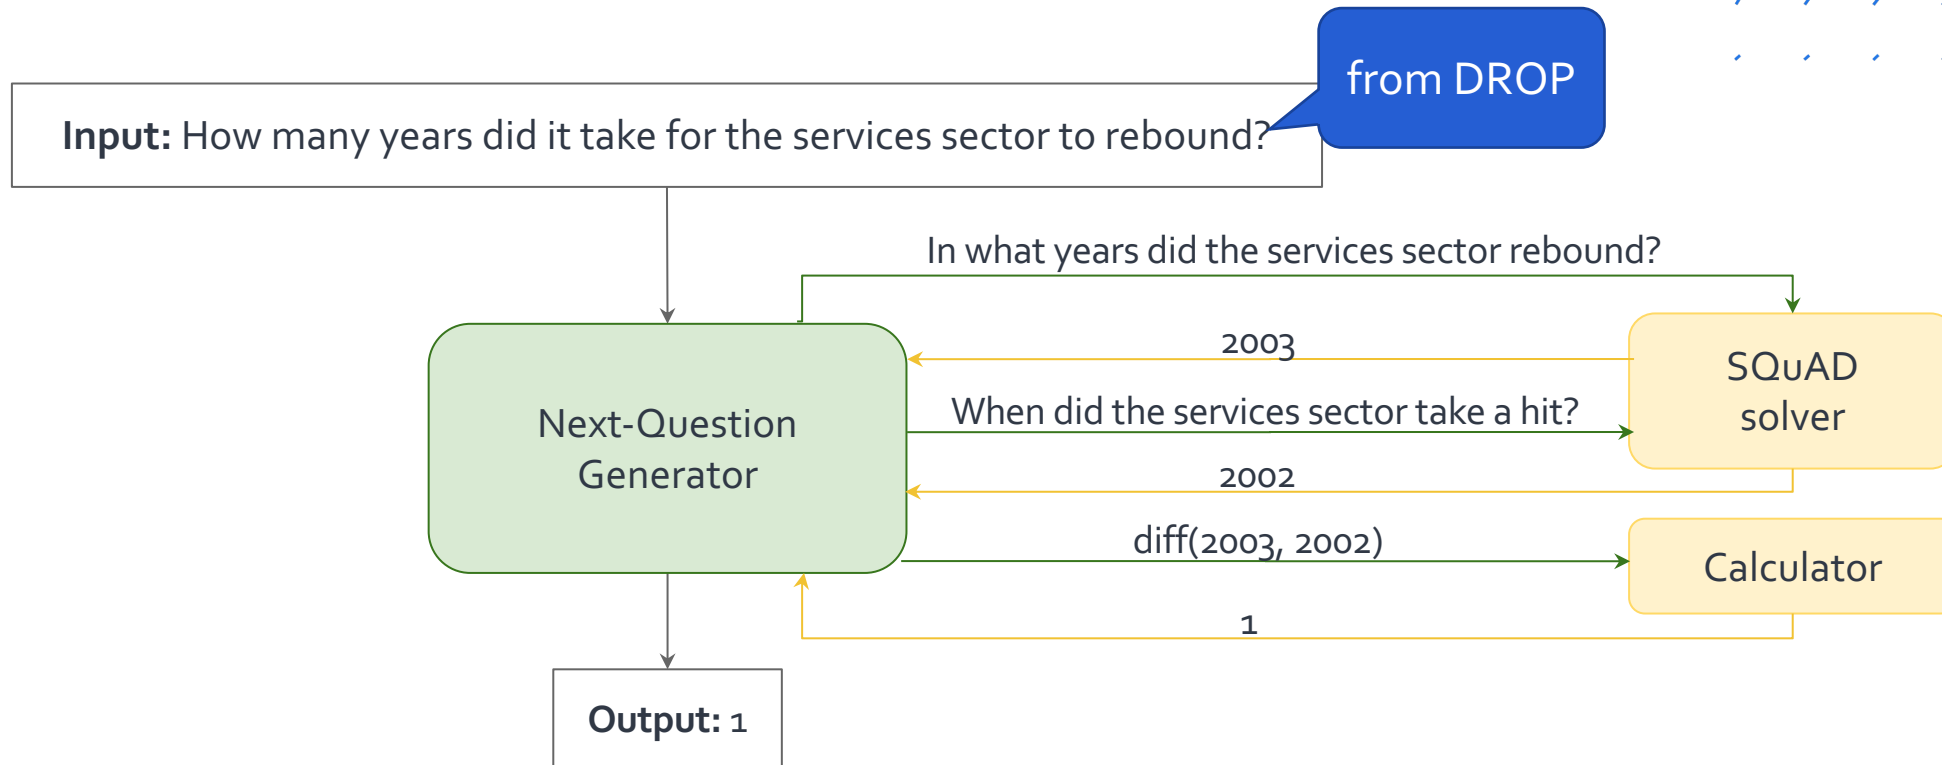 from DROP
Input: How many years did it take for the services sector to rebound?
In what years did the services sector rebound?
2003
SQuAD
solver
When did the services sector take a hit?
Next-Question
Generator
2002
diff(2003, 2002)
Calculator
1
Output: 1